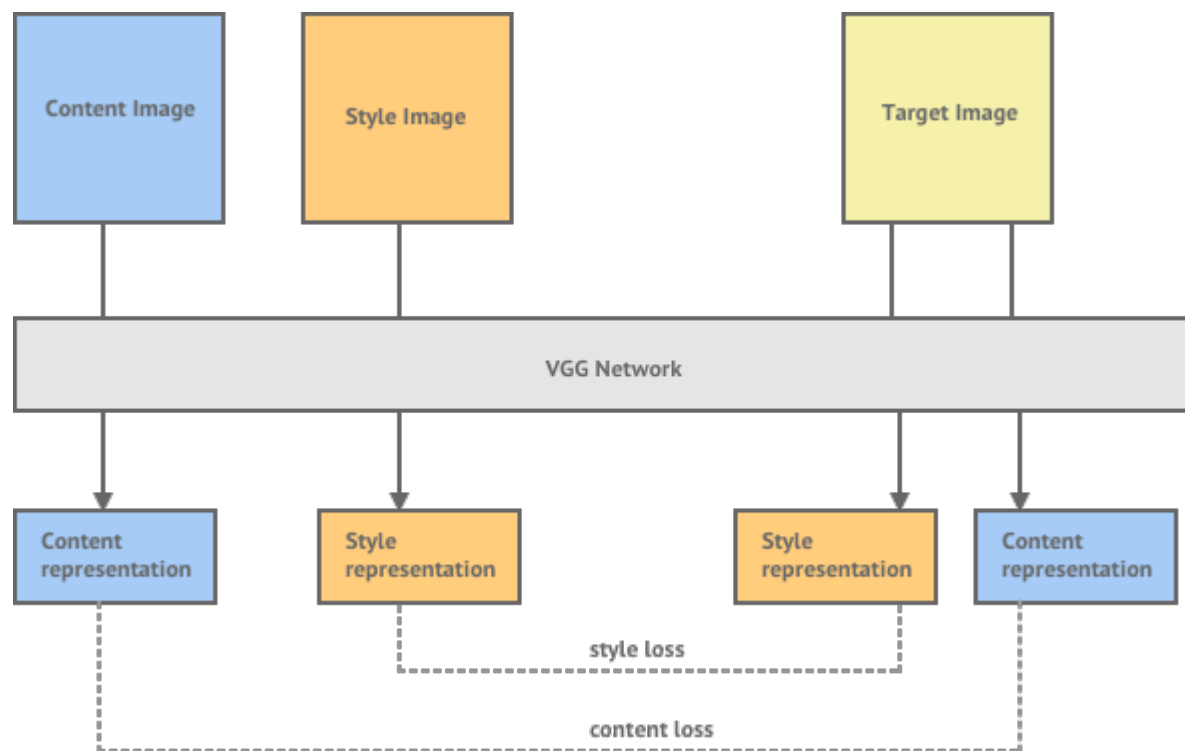 Content Image
Style Image
Target Image
VGG Network
Content
representation
Style
representation
Style
representation
Content
representation
style loss
content loss